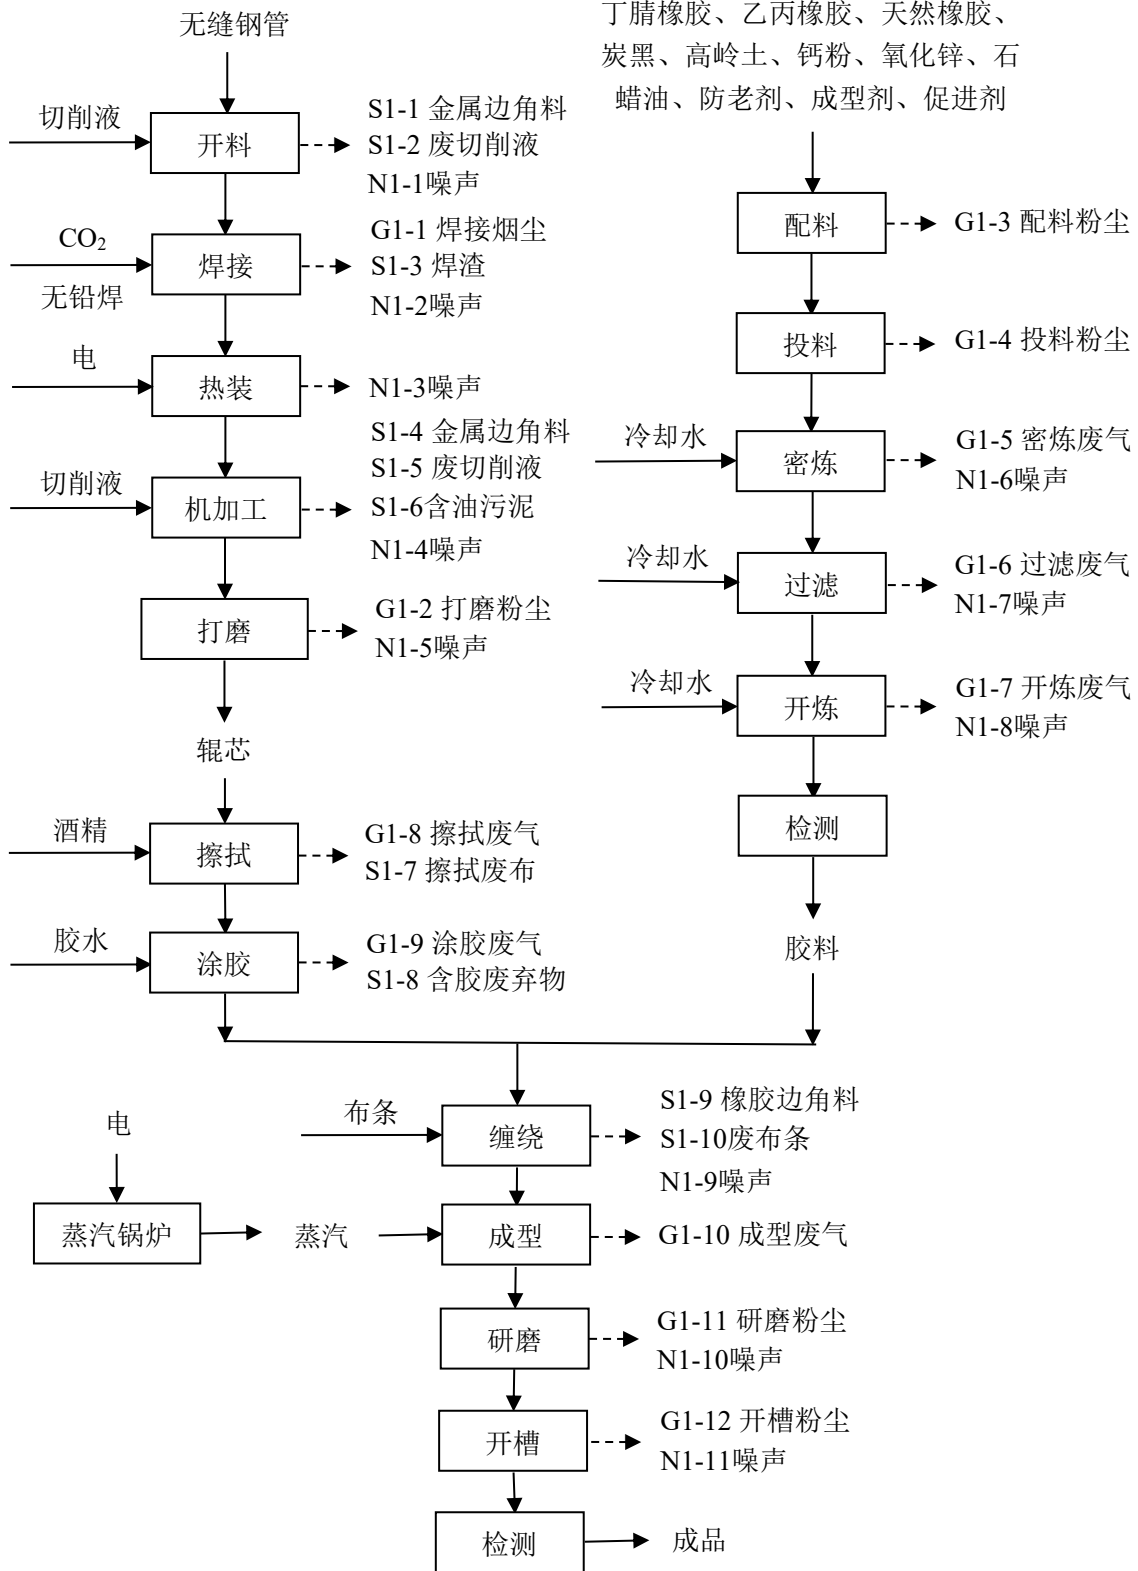 无缝钢管
切削液
开料
S1-1 金属边角料
S1-2 废切削液
N1-1噪声
CO₂
无铅焊
焊接
G1-1 焊接烟尘
S1-3 焊渣
N1-2噪声
电
热装
N1-3噪声
切削液
机加工
S1-4 金属边角料
S1-5 废切削液
S1-6含油污泥
N1-4噪声
打磨
G1-2 打磨粉尘
N1-5噪声
辊芯
酒精
擦拭
G1-8 擦拭废气
S1-7 擦拭废布
胶水
涂胶
G1-9 涂胶废气
S1-8 含胶废弃物
丁腈橡胶、乙丙橡胶、天然橡胶、
炭黑、高岭土、钙粉、氧化锌、石
蜡油、防老剂、成型剂、促进剂
配料
G1-3 配料粉尘
投料
G1-4 投料粉尘
冷却水
密炼
G1-5 密炼废气
N1-6噪声
冷却水
过滤
G1-6 过滤废气
N1-7噪声
冷却水
开炼
G1-7 开炼废气
N1-8噪声
检测
胶料
布条
缠绕
S1-9 橡胶边角料
S1-10废布条
N1-9噪声
电
蒸汽锅炉
蒸汽
成型
G1-10 成型废气
研磨
G1-11 研磨粉尘
N1-10噪声
开槽
G1-12 开槽粉尘
N1-11噪声
检测
成品